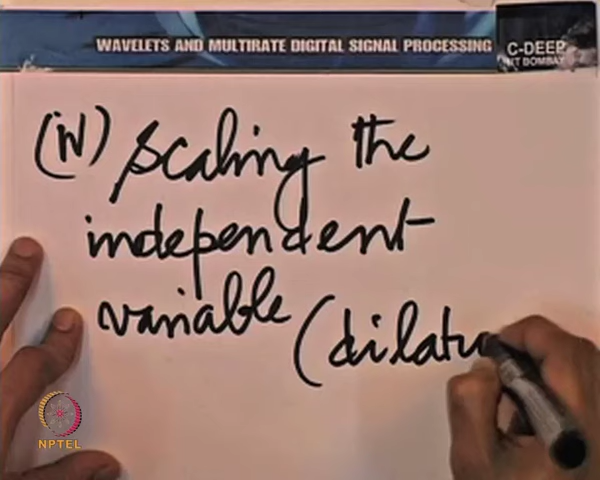 WAVELETS AND MULTIRATE DIGITAL SIGNAL PROCESSING
C-DEEP
IIT BOMBAY
(iv) Scaling the
independent
variable (dilatio
NPTEL